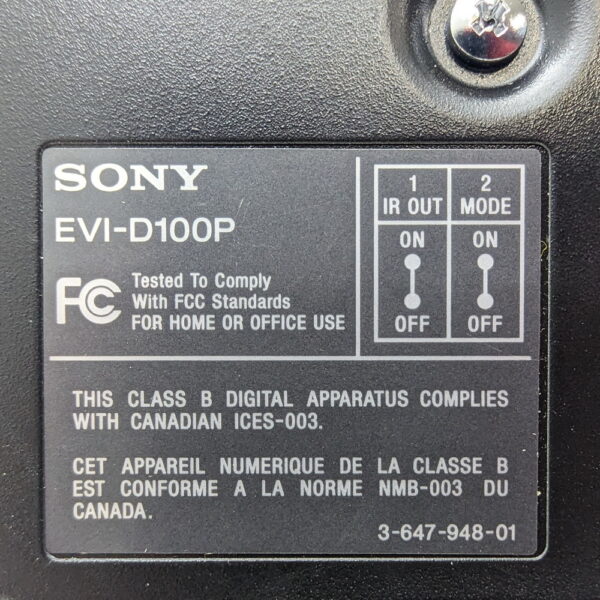 SONY
EVI-D100P
FC Tested To Comply
With FCC Standards
FOR HOME OR OFFICE USE
1 2
IR OUT MODE
ON ON
OFF OFF
THIS CLASS B DIGITAL APPARATUS COMPLIES
WITH CANADIAN ICES-003.
CET APPAREIL NUMERIQUE DE LA CLASSE B
EST CONFORME A LA NORME NMB-003 DU
CANADA.
3-647-948-01